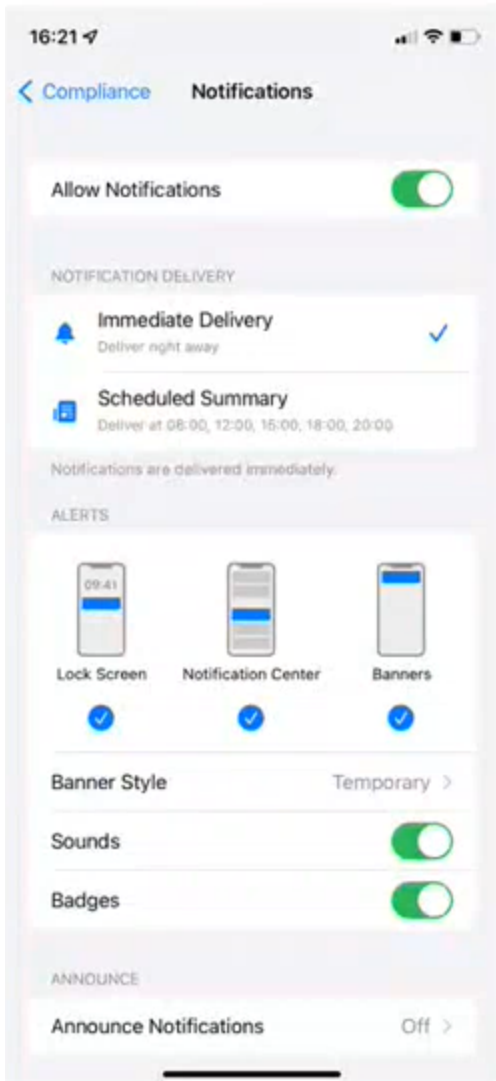 16:21
Compliance Notifications
Allow Notifications
NOTIFICATION DELIVERY
Immediate Delivery
Deliver right away
Scheduled Summary
Deliver at 08:00, 12:00, 15:00, 18:00, 20:00
Notifications are delivered immediately.
ALERTS
09:41
Lock Screen Notification Center Banners
Banner Style Temporary
Sounds
Badges
ANNOUNCE
Announce Notifications Off